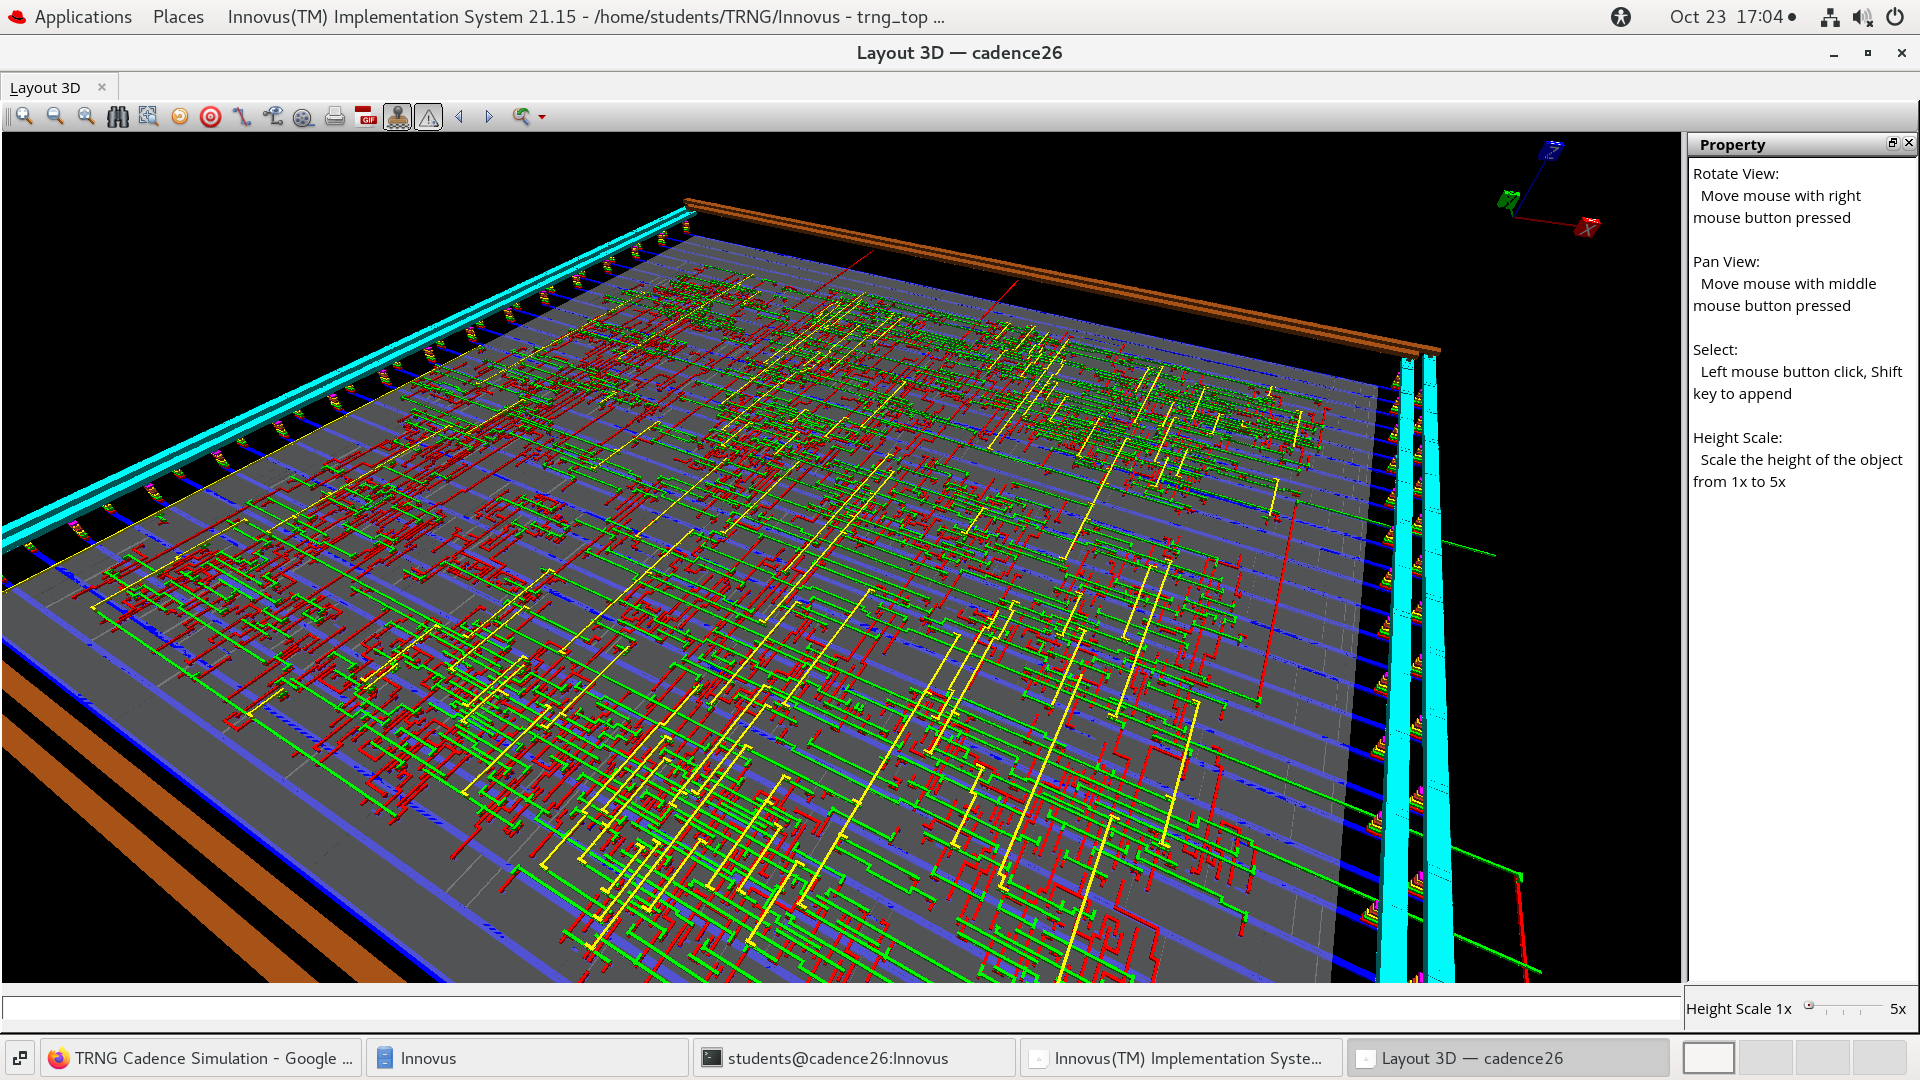 Applications Places Innovus(TM) Implementation System 21.15 - /home/students/TRNG/Innovus - trng_top ... Oct 23 17:04
Layout 3D — cadence26
Layout 3D
GIF
Property
Rotate View:
Move mouse with right
mouse button pressed
Pan View:
Move mouse with middle
mouse button pressed
Select:
Left mouse button click, Shift
key to append
Height Scale:
Scale the height of the object
from 1x to 5x
Z
X
Height Scale 1x 5x
TRNG Cadence Simulation - Google ... Innovus students@cadence26:Innovus Innovus(TM) Implementation Syste... Layout 3D — cadence26